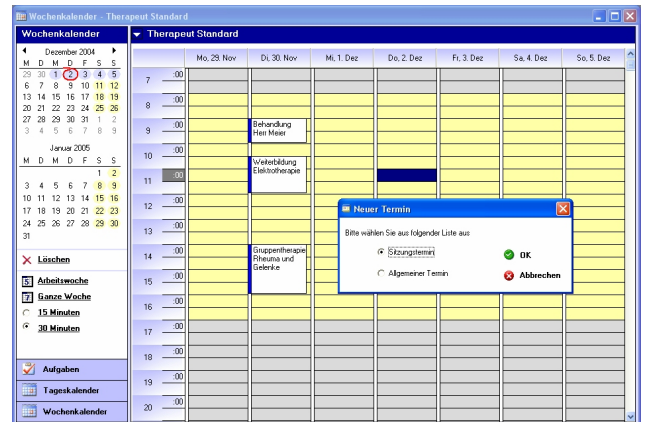 Wochenkalender - Therapeut Standard
Wochenkalender
Therapeut Standard
Dezember 2004
M D M D F S S
29 30 1 2 3 4 5
6 7 8 9 10 11 12
13 14 15 16 17 18 19
20 21 22 23 24 25 26
27 28 29 30 31 1 2
3 4 5 6 7 8 9
Januar 2005
M D M D F S S
1 2
3 4 5 6 7 8 9
10 11 12 13 14 15 16
17 18 19 20 21 22 23
24 25 26 27 28 29 30
31
Löschen
5 Arbeitswoche
7 Ganze Woche
15 Minuten
30 Minuten
Aufgaben
Tageskalender
Wochenkalender
Mo, 29. Nov Di, 30. Nov Mi, 1. Dez Do, 2. Dez Fr, 3. Dez Sa, 4. Dez So, 5. Dez
7 :00
8 :00
9 :00
10 :00
11 :00
12 :00
13 :00
14 :00
15 :00
16 :00
17 :00
18 :00
19 :00
20 :00
Behandlung
Herr Meier
Weiterbildung
Elektrotherapie
Gruppentherapie
Rheuma und
Gelenke
Neuer Termin
Bitte wählen Sie aus folgender Liste aus
Sitzungstermin
OK
Allgemeiner Termin
Abbrechen